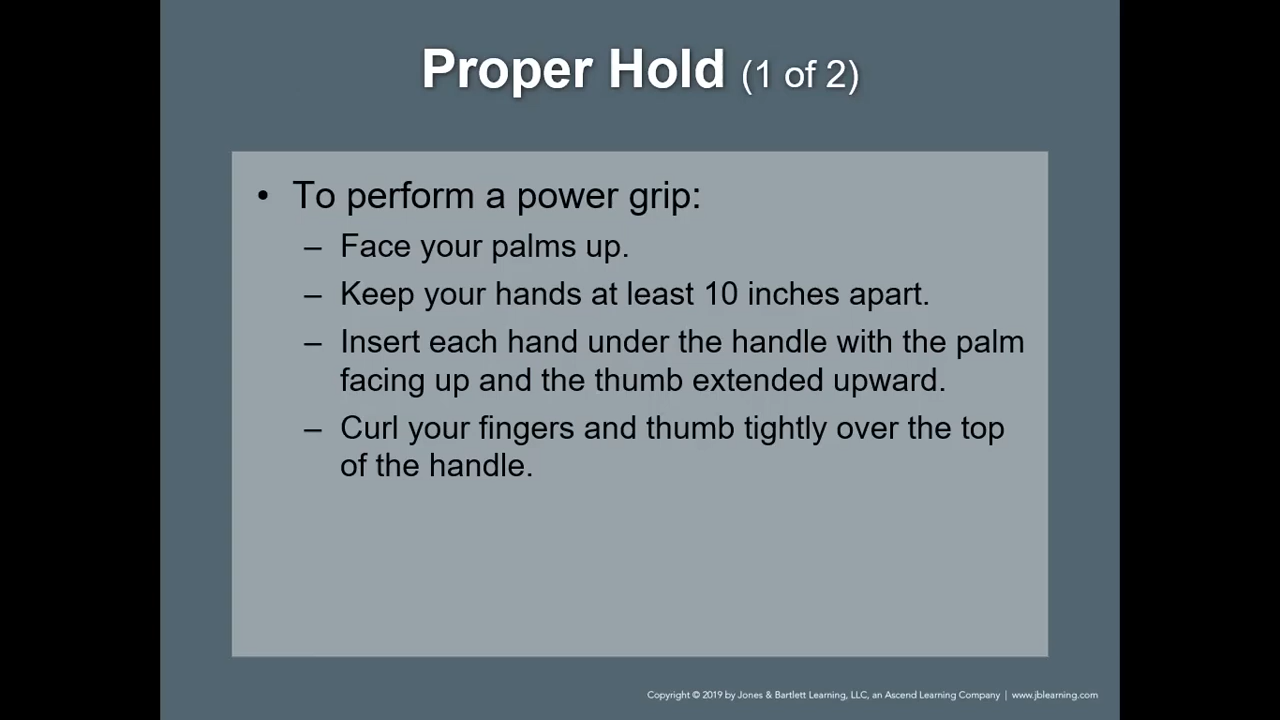 Proper Hold (1 of 2)
• To perform a power grip:
– Face your palms up.
– Keep your hands at least 10 inches apart.
– Insert each hand under the handle with the palm
facing up and the thumb extended upward.
– Curl your fingers and thumb tightly over the top
of the handle.
Copyright © 2019 by Jones & Bartlett Learning, LLC, an Ascend Learning Company | www.jblearning.com